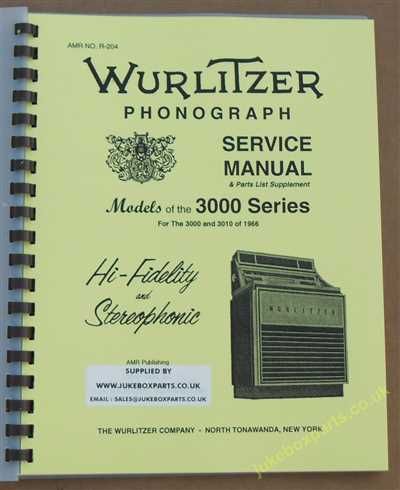 AMR NO. R-204
WURLITZER
PHONOGRAPH
SERVICE
MANUAL
& Parts List Supplement
Models of the 3000 Series
For The 3000 and 3010 of 1966
Hi-Fidelity
and
Stereophonic
WURLITZER
AMR Publishing
SUPPLIED BY
WWW.JUKEBOXPARTS.CO.UK
EMAIL : SALES@JUKEBOXPARTS.CO.UK
THE WURLITZER COMPANY - NORTH TONAWANDA, NEW YORK
jukeboxparts.co.uk